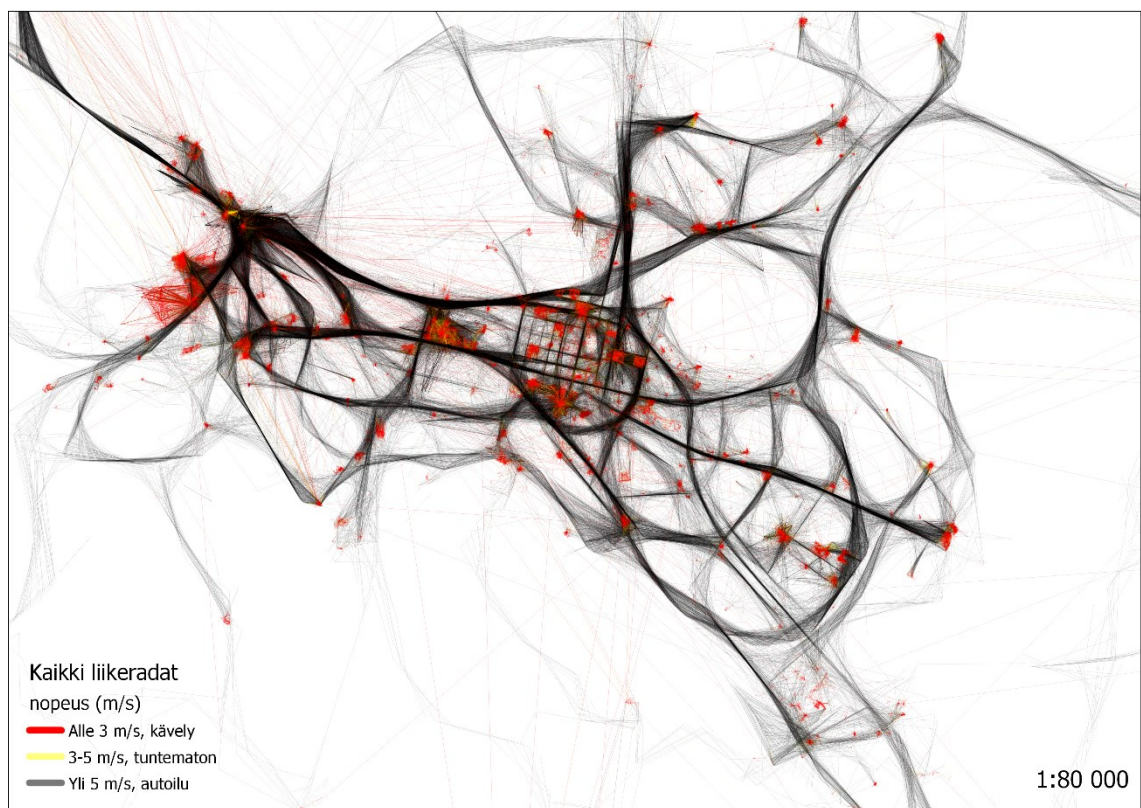 Kaikki liikeradat
nopeus (m/s)
Alle 3 m/s, kävely
3-5 m/s, tuntematon
Yli 5 m/s, autoilu
1:80 000